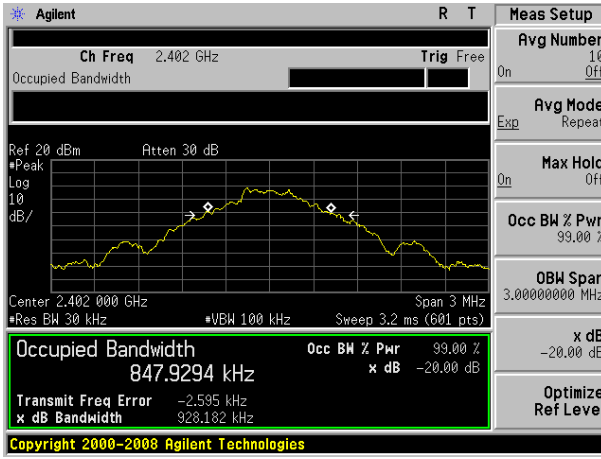 Agilent R T Meas Setup
Avg Number
10
On Off
Ch Freq 2.402 GHz Trig Free
Occupied Bandwidth
Avg Mode
Exp Repeat
Ref 20 dBm Atten 30 dB
#Peak
Log
10
dB/
Max Hold
On Off
Occ BW % Pwr
99.00 %
OBW Span
3.00000000 MHz
Center 2.402 000 GHz Span 3 MHz
#Res BW 30 kHz #VBW 100 kHz Sweep 3.2 ms (601 pts)
Occupied Bandwidth Occ BW % Pwr 99.00 %
847.9294 kHz x dB -20.00 dB
Transmit Freq Error -2.595 kHz
x dB Bandwidth 928.182 kHz
x dB
-20.00 dB
Optimize
Ref Level
Copyright 2000-2008 Agilent Technologies